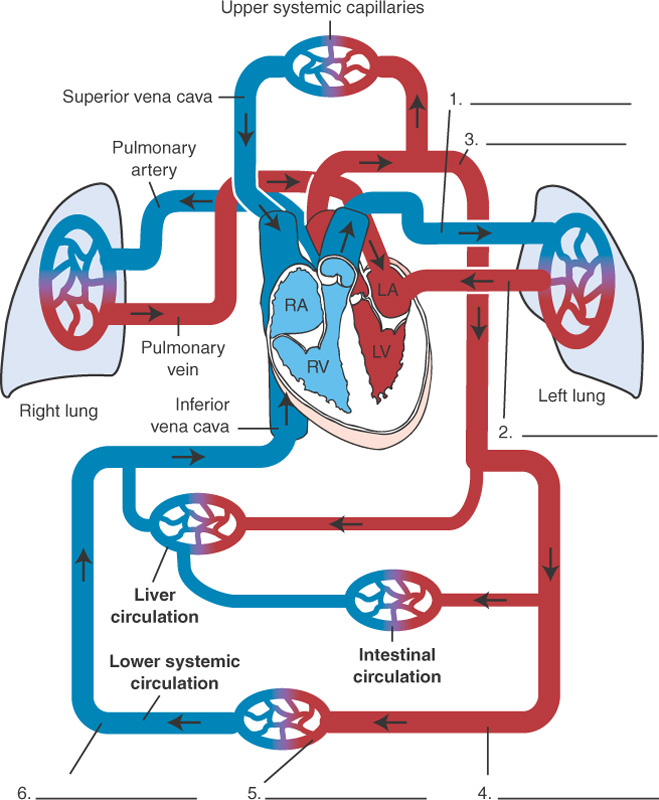 Upper systemic capillaries
Superior vena cava
1.
3.
Pulmonary
artery
RA
LA
RV
LV
Pulmonary
vein
Right lung
Left lung
Inferior
vena cava
2.
Liver
circulation
Intestinal
circulation
Lower systemic
circulation
6.
5.
4.